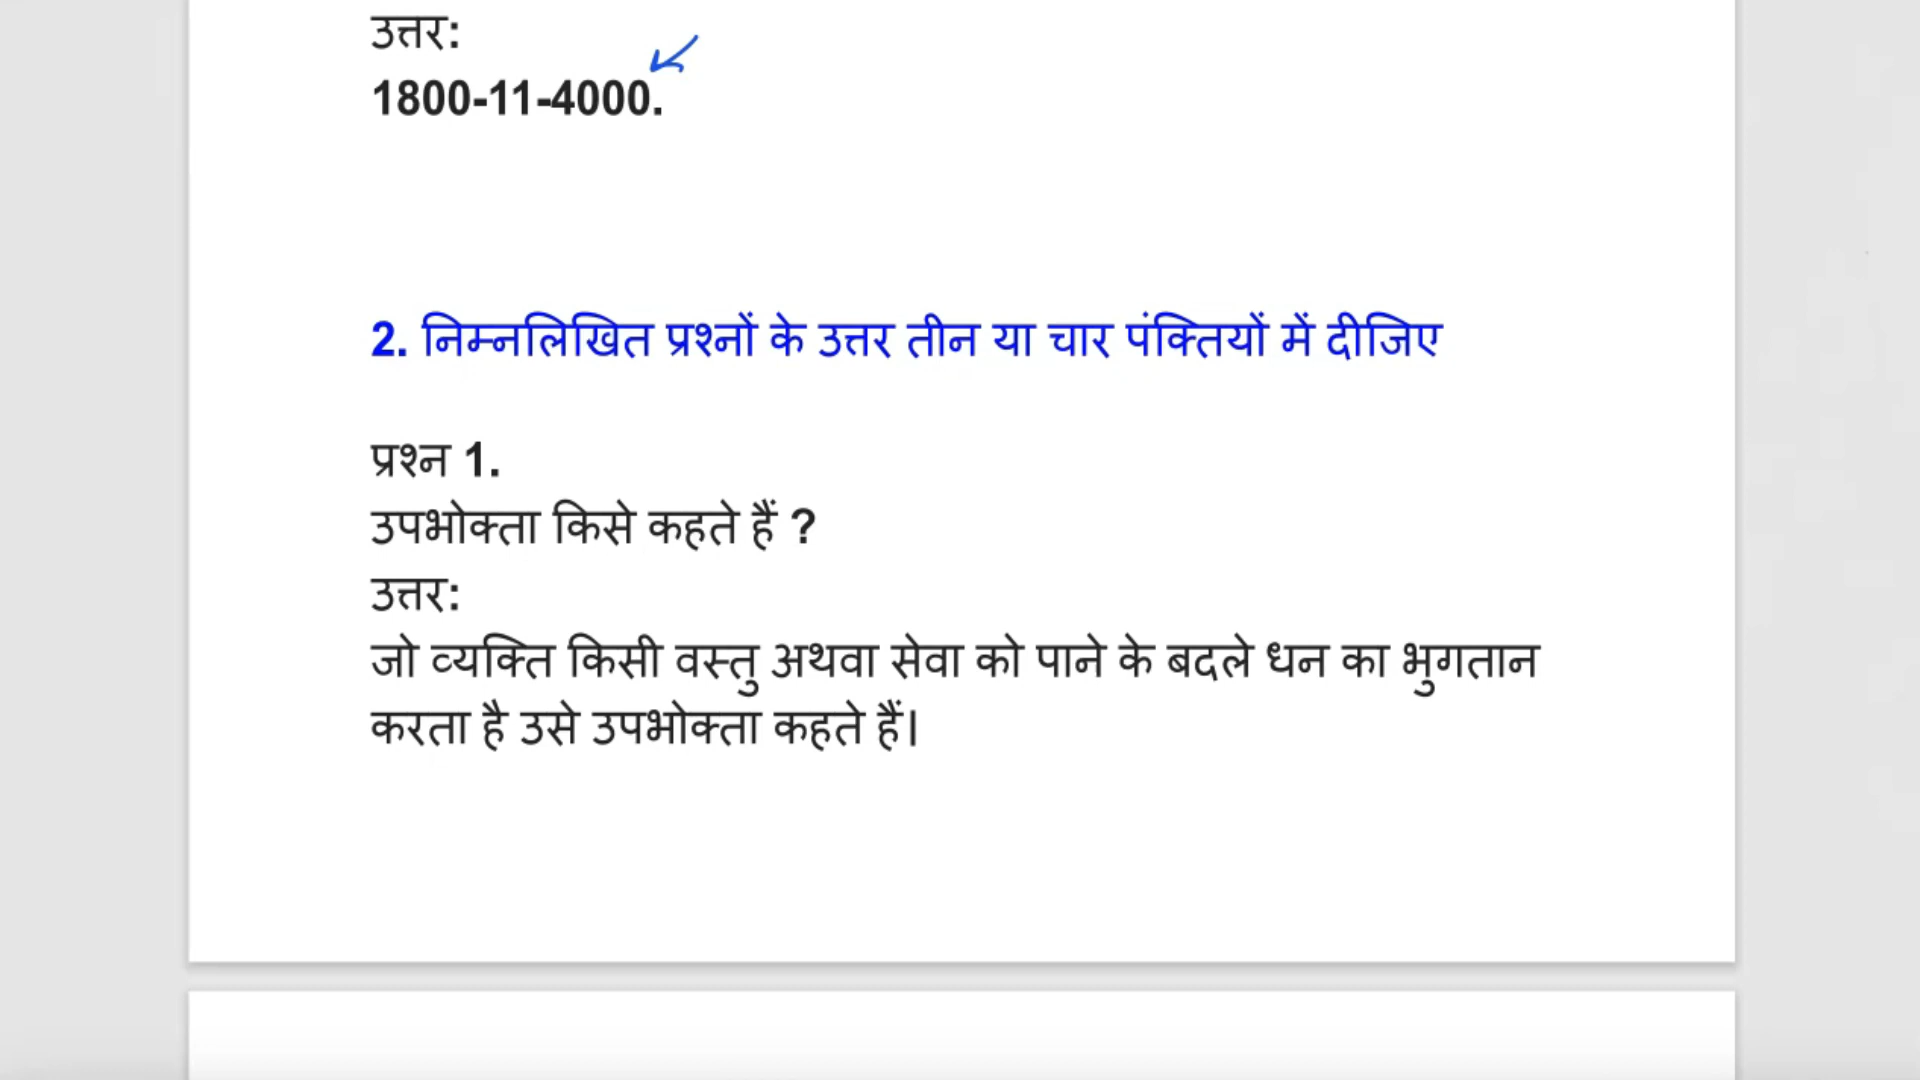 उत्तर:
1800-11-4000.
2. निम्नलिखित प्रश्नों के उत्तर तीन या चार पंक्तियों में दीजिए
प्रश्न 1.
उपभोक्ता किसे कहते हैं ?
उत्तर:
जो व्यक्ति किसी वस्तु अथवा सेवा को पाने के बदले धन का भुगतान
करता है उसे उपभोक्ता कहते हैं।